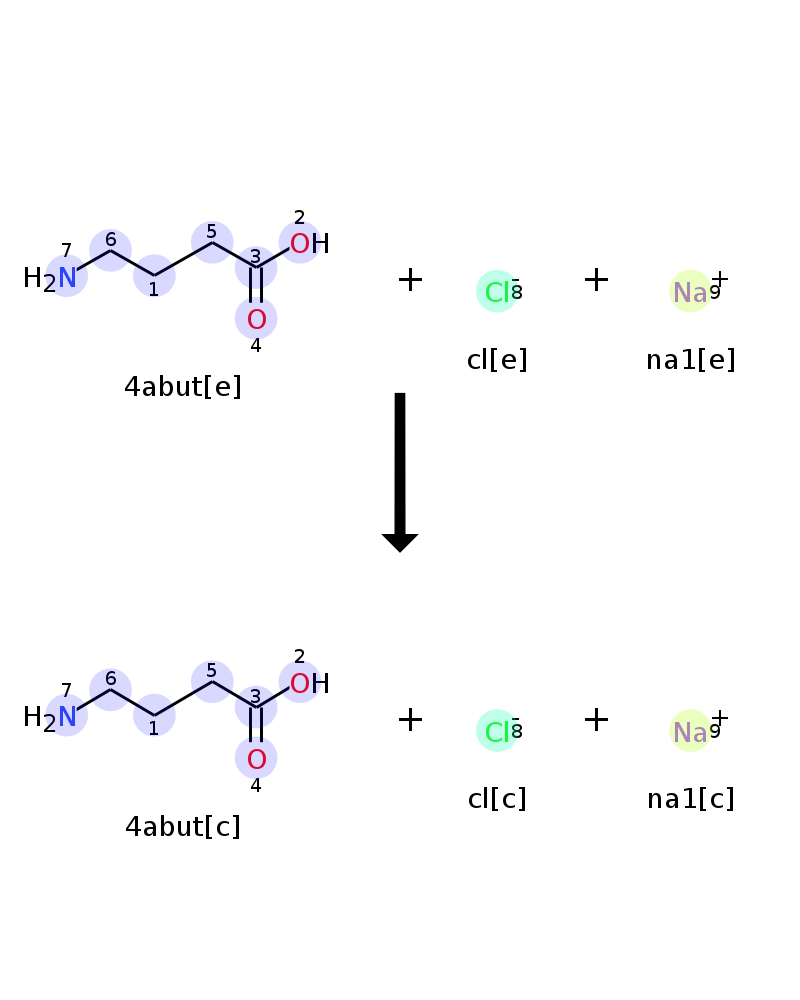 7 6 1 5 3 2
H2N OH
O
4
+ Cl- 8 + Na+ 9
4abut[e] cl[e] na1[e]
7 6 1 5 3 2
H2N OH
O
4
+ Cl- 8 + Na+ 9
4abut[c] cl[c] na1[c]